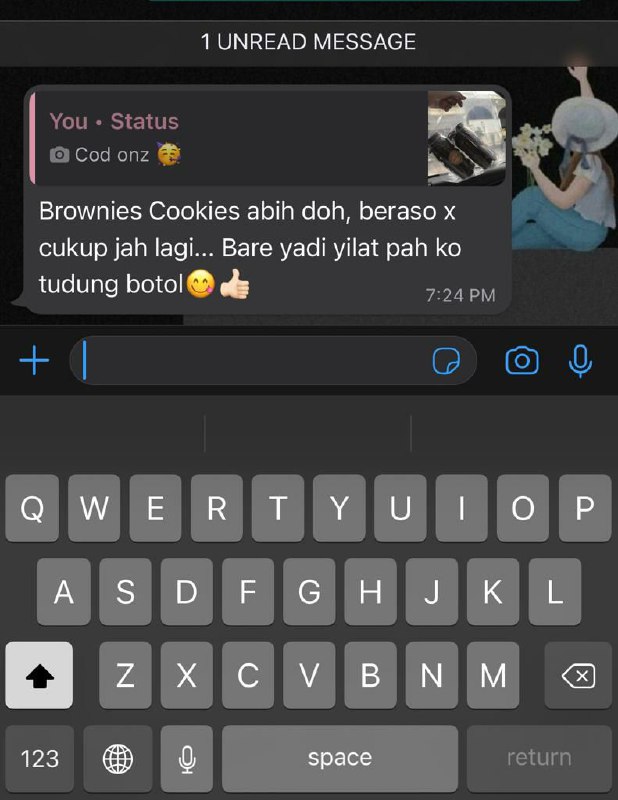 1 UNREAD MESSAGE
You • Status
Cod onz 🥳
Brownies Cookies abih doh, beraso x
cukup jah lagi... Bare yadi yilat pah ko
tudung botol😋👍🏻
7:24 PM
Q W E R T Y U I O P
A S D F G H J K L
Z X C V B N M
123 space return